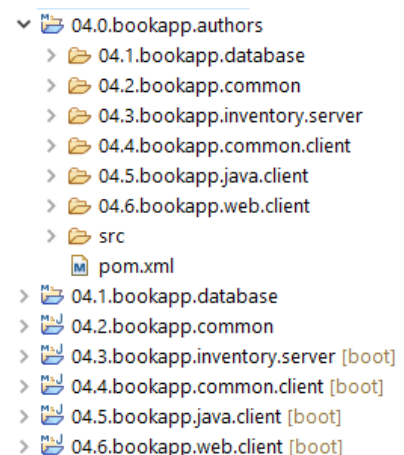 04.0.bookapp.authors
04.1.bookapp.database
04.2.bookapp.common
04.3.bookapp.inventory.server
04.4.bookapp.common.client
04.5.bookapp.java.client
04.6.bookapp.web.client
src
pom.xml
04.1.bookapp.database
04.2.bookapp.common
04.3.bookapp.inventory.server [boot]
04.4.bookapp.common.client [boot]
04.5.bookapp.java.client [boot]
04.6.bookapp.web.client [boot]